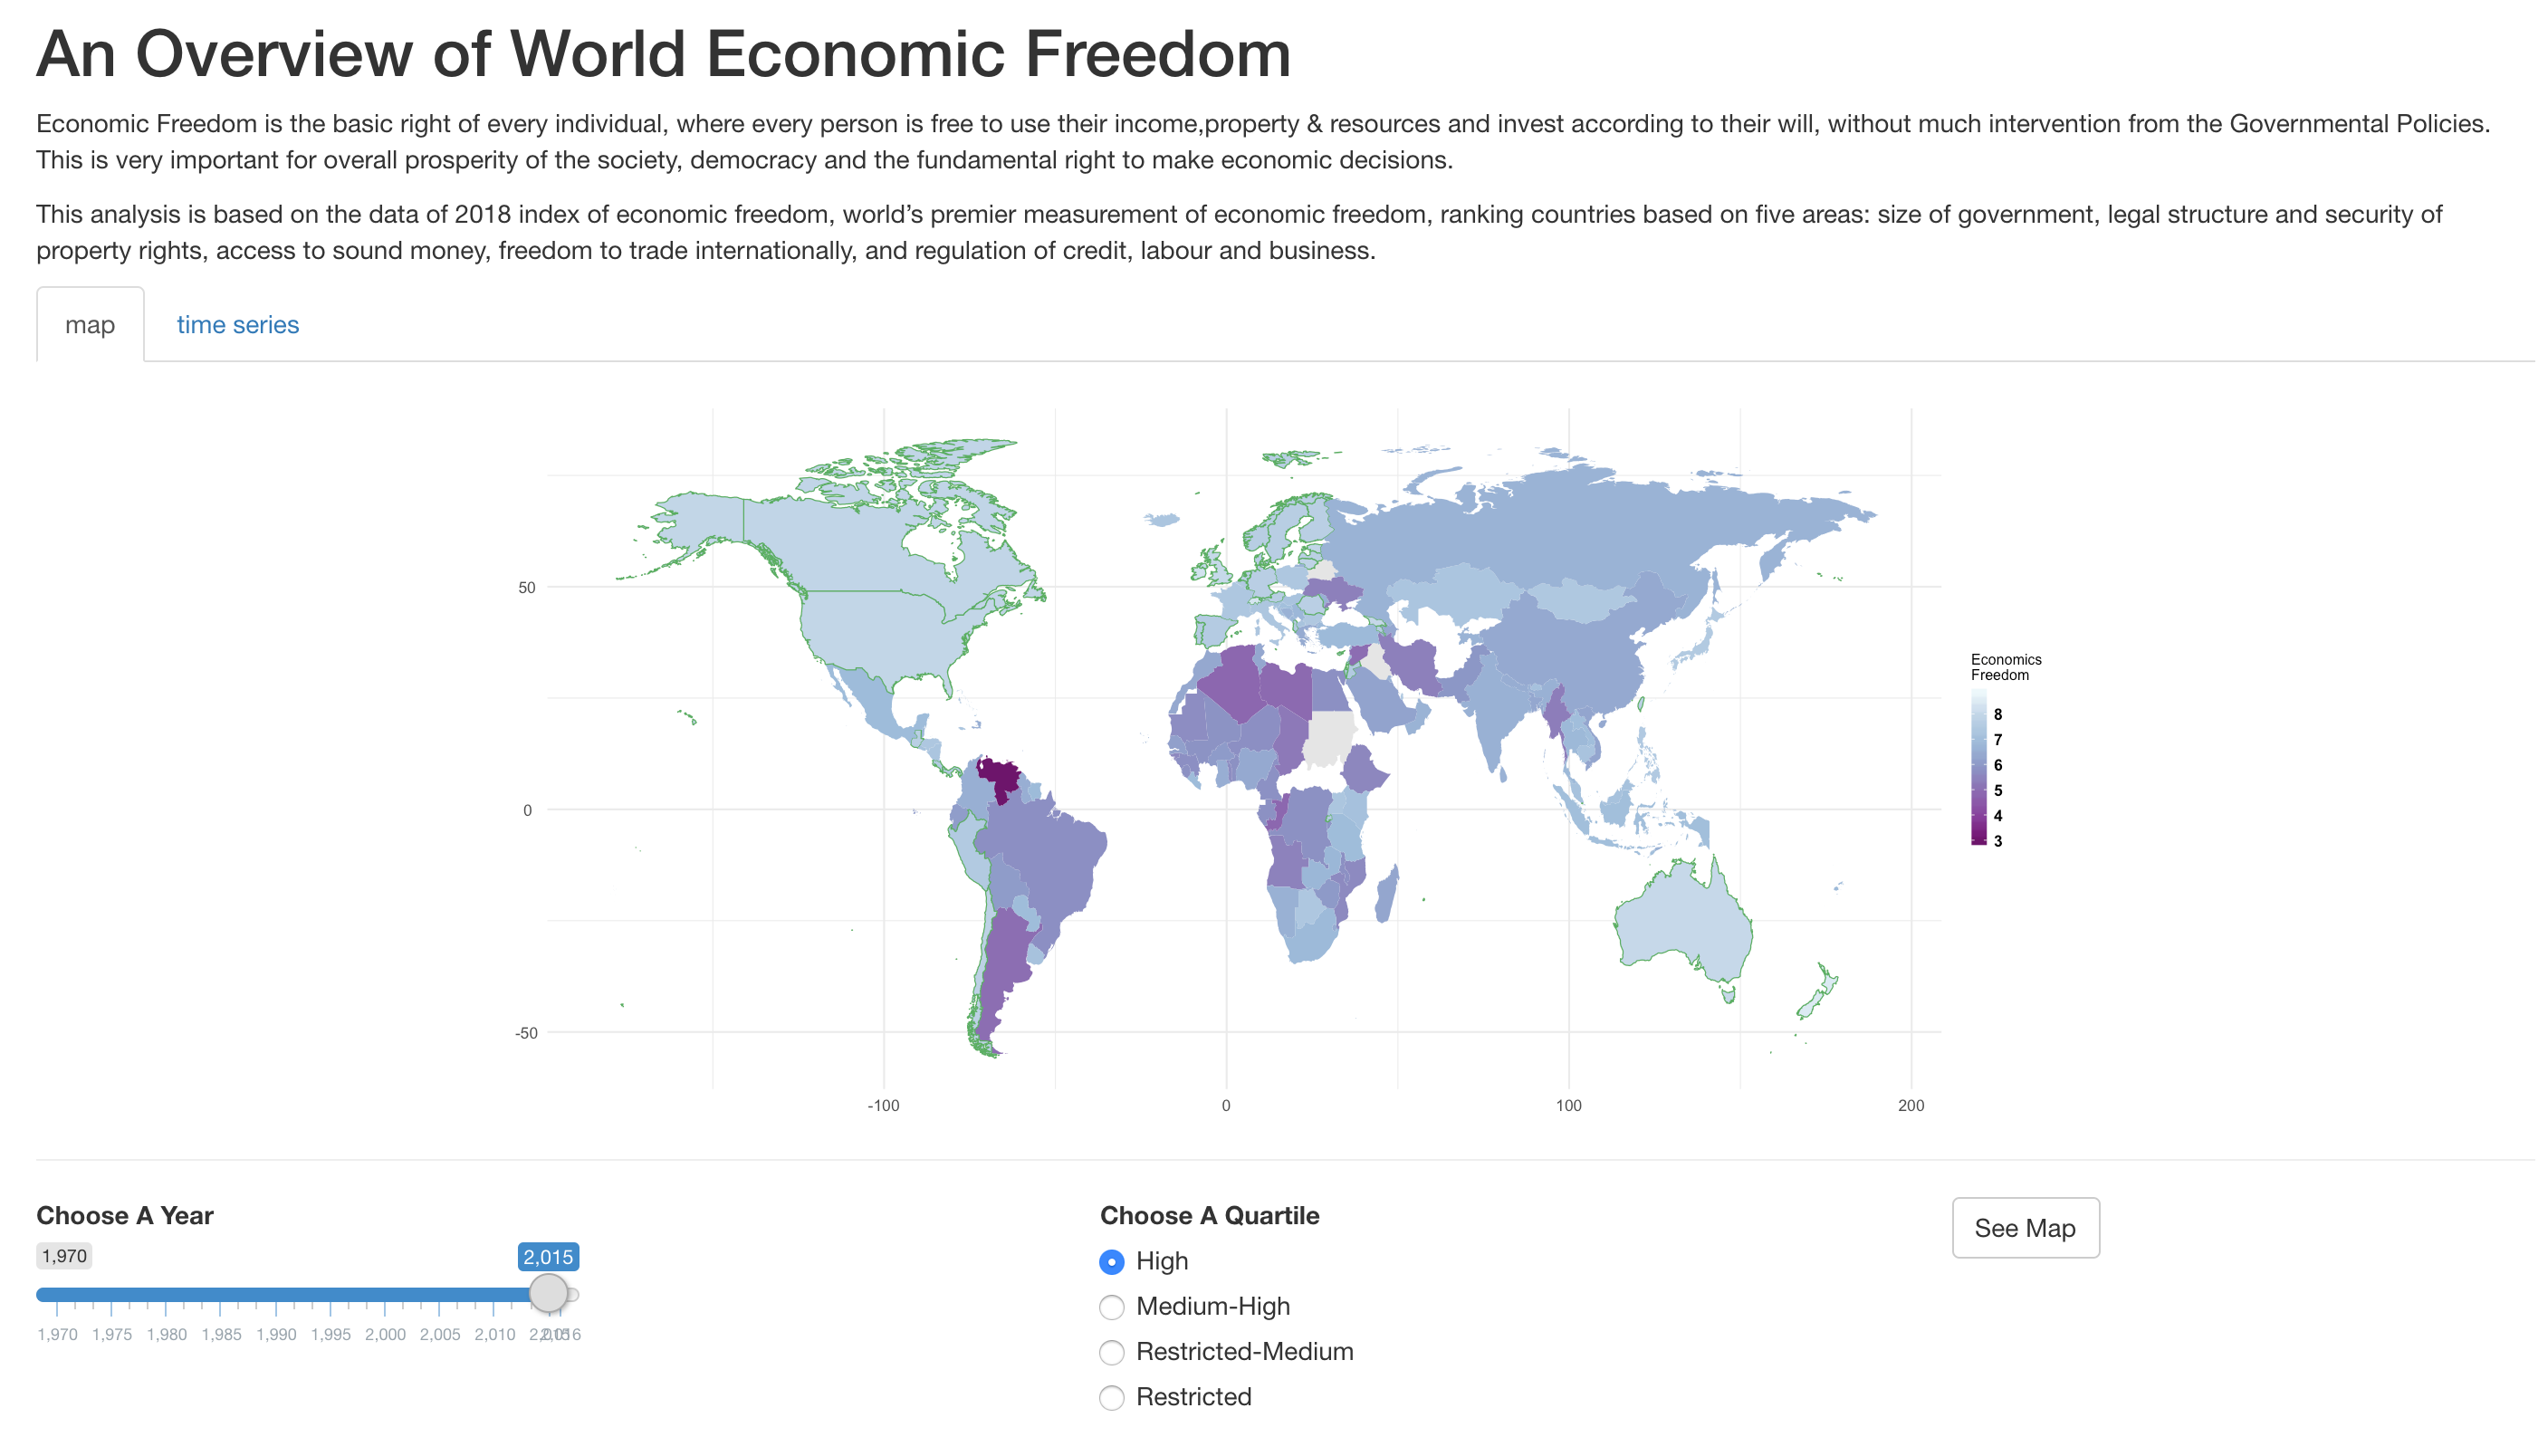 An Overview of World Economic Freedom
Economic Freedom is the basic right of every individual, where every person is free to use their income,property & resources and invest according to their will, without much intervention from the Governmental Policies.
This is very important for overall prosperity of the society, democracy and the fundamental right to make economic decisions.
This analysis is based on the data of 2018 index of economic freedom, world’s premier measurement of economic freedom, ranking countries based on five areas: size of government, legal structure and security of
property rights, access to sound money, freedom to trade internationally, and regulation of credit, labour and business.
map
time series
50
0
-50
-100
0
100
200
Economics
Freedom
8
7
6
5
4
3
Choose A Year
1,970
2,015
1,970 1,975 1,980 1,985 1,990 1,995 2,000 2,005 2,010 2,015 2,016
Choose A Quartile
High
Medium-High
Restricted-Medium
Restricted
See Map